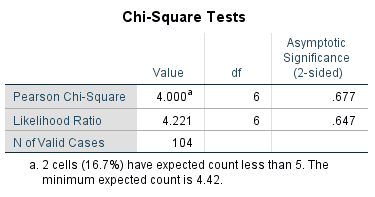 Chi-Square Tests
Asymptotic
Significance
Value df (2-sided)
Pearson Chi-Square 4.000a 6 .677
Likelihood Ratio 4.221 6 .647
N of Valid Cases 104
a. 2 cells (16.7%) have expected count less than 5. The
minimum expected count is 4.42.